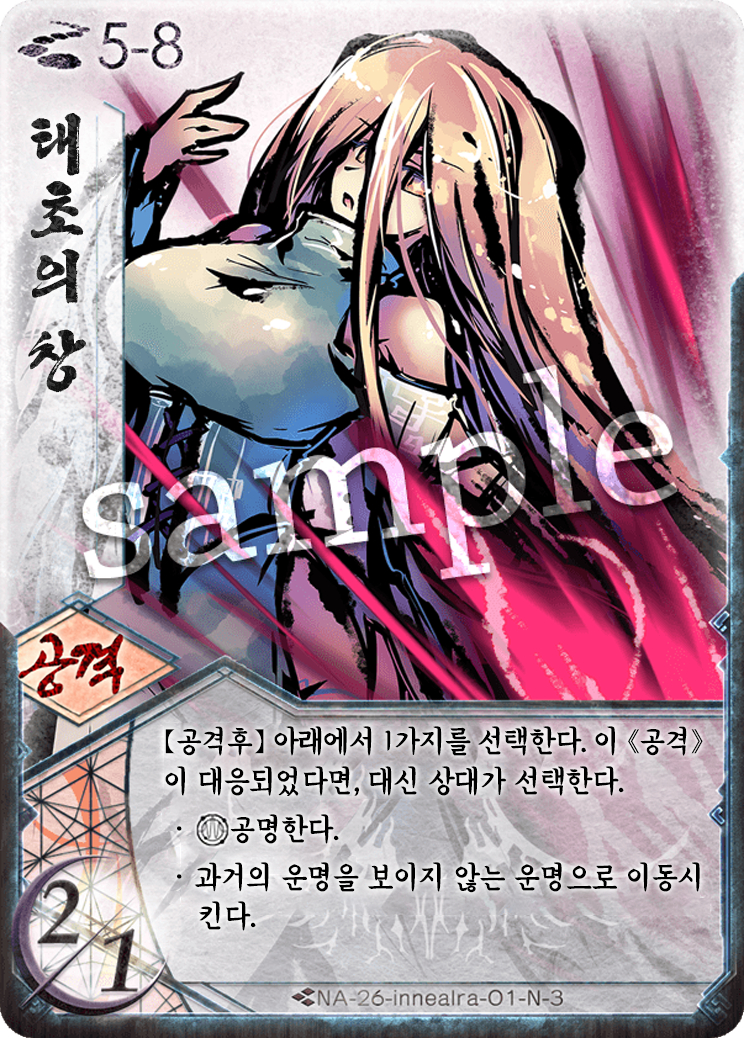 5-8
태초의 창
sample
공격
【공격후】 아래에서 1가지를 선택한다. 이 《공격》
이 대응되었다면, 대신 상대가 선택한다.
· 공명한다.
· 과거의 운명을 보이지 않는 운명으로 이동시
킨다.
2/1
NA-26-innealra-O1-N-3